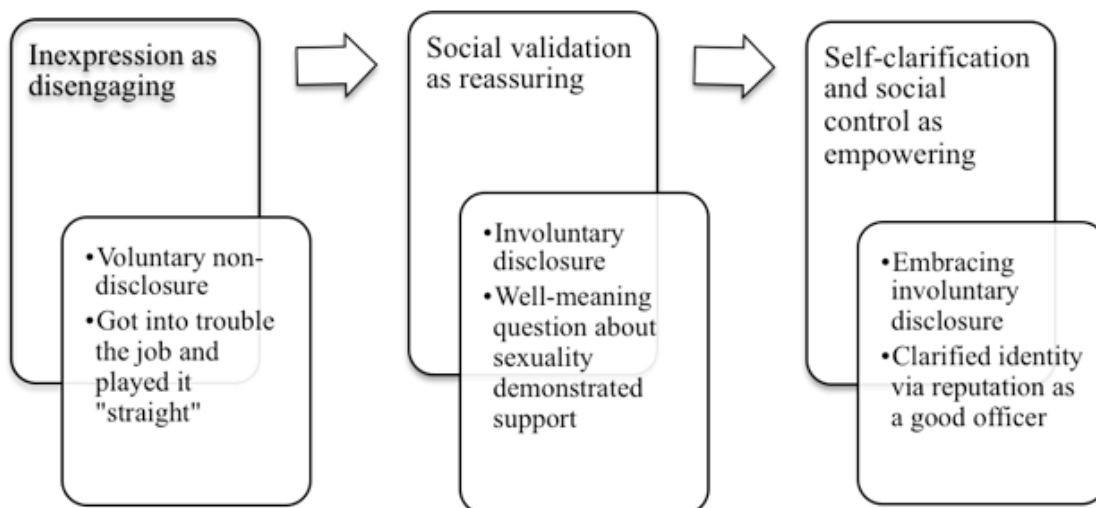 Inexpression as
disengaging
•Voluntary non-
disclosure
•Got into trouble
the job and
played it
"straight"
Social validation
as reassuring
•Involuntary
disclosure
•Well-meaning
question about
sexuality
demonstrated
support
Self-clarification
and social
control as
empowering
•Embracing
involuntary
disclosure
•Clarified identity
via reputation as
a good officer